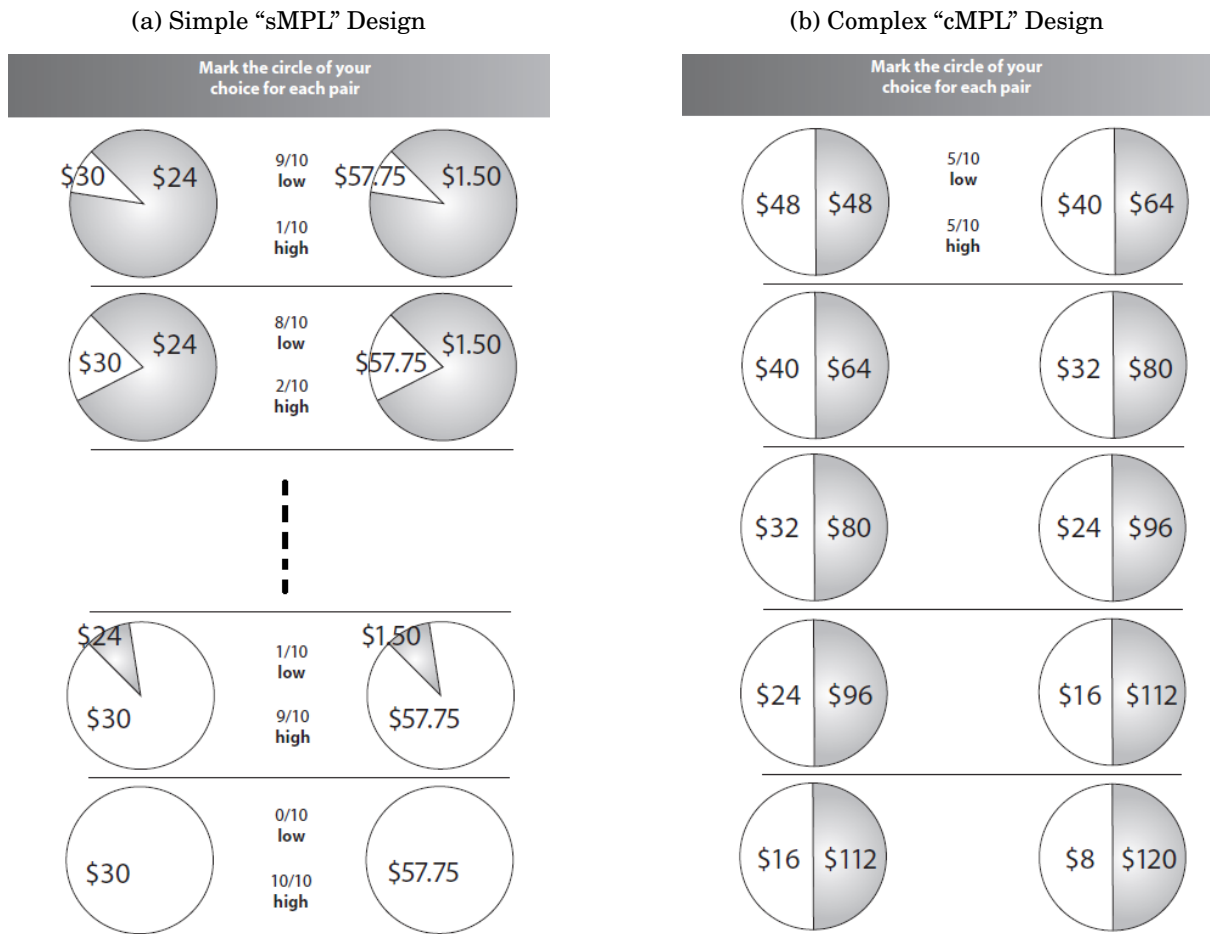 (a) Simple “sMPL” Design
Mark the circle of your
choice for each pair
$30 $24
9/10
low
1/10
high
$57.75 $1.50
$30 $24
8/10
low
2/10
high
$57.75 $1.50
$24
$30
1/10
low
9/10
high
$1.50
$57.75
$30
0/10
low
10/10
high
$57.75
(b) Complex “cMPL” Design
Mark the circle of your
choice for each pair
$48 $48
5/10
low
5/10
high
$40 $64
$40 $64 $32 $80
$32 $80 $24 $96
$24 $96 $16 $112
$16 $112 $8 $120